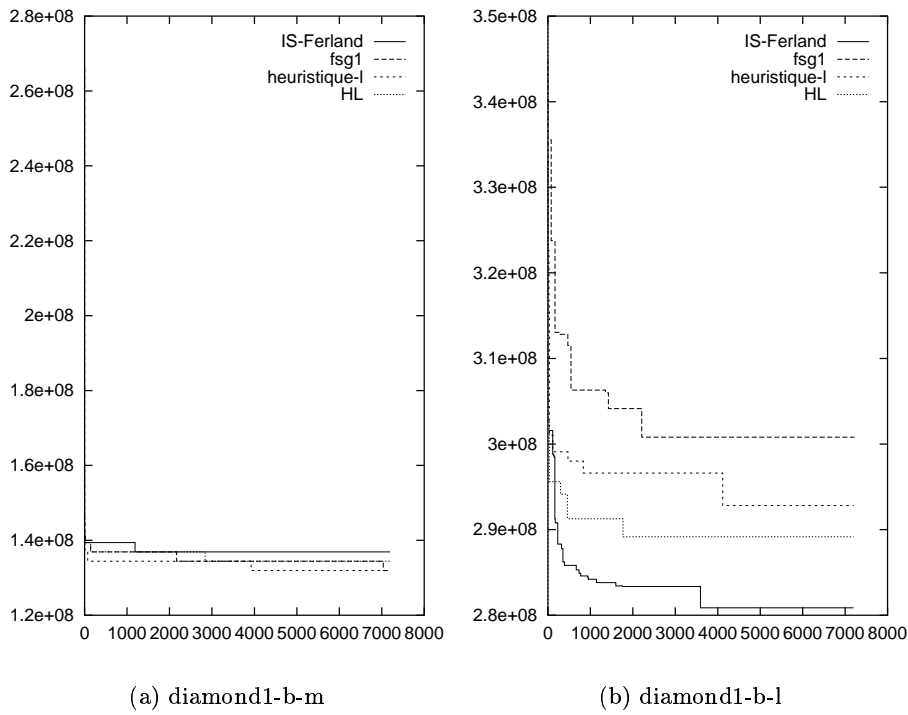 2.8e+08
2.6e+08
2.4e+08
2.2e+08
2e+08
1.8e+08
1.6e+08
1.4e+08
1.2e+08
IS-Ferland
fsg1
heuristique-I
HL
0 1000 2000 3000 4000 5000 6000 7000 8000
(a) diamond1-b-m
3.5e+08
3.4e+08
3.3e+08
3.2e+08
3.1e+08
3e+08
2.9e+08
2.8e+08
IS-Ferland
fsg1
heuristique-I
HL
0 1000 2000 3000 4000 5000 6000 7000 8000
(b) diamond1-b-l